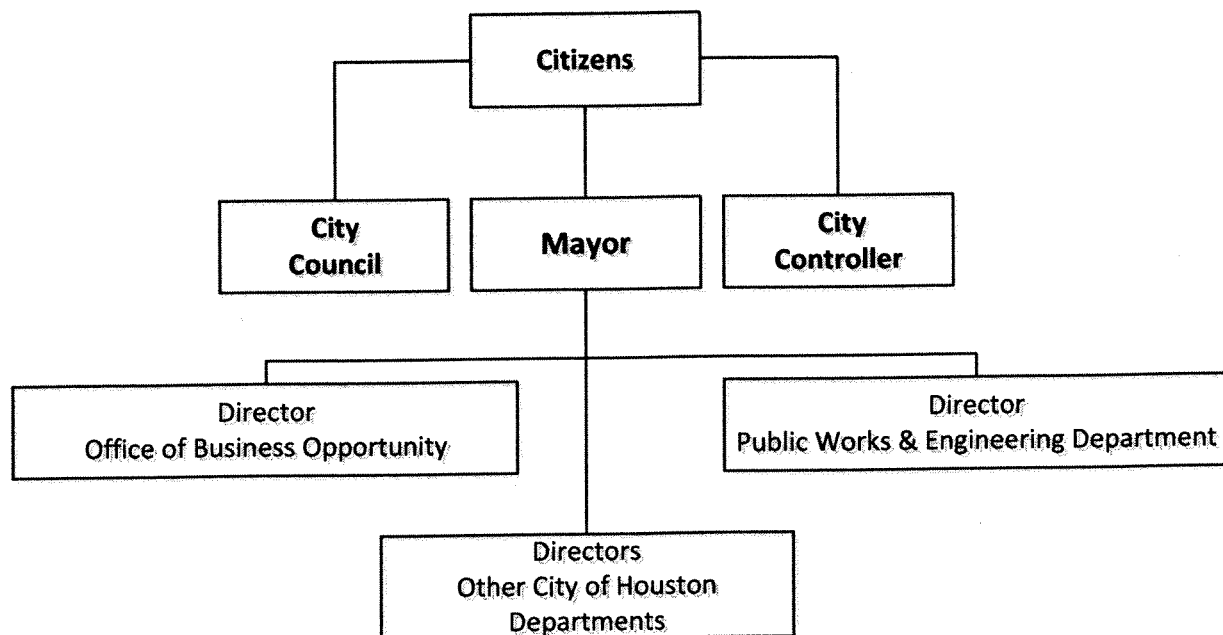 Citizens
City
Council
Mayor
City
Controller
Director
Office of Business Opportunity
Director
Public Works & Engineering Department
Directors
Other City of Houston
Departments